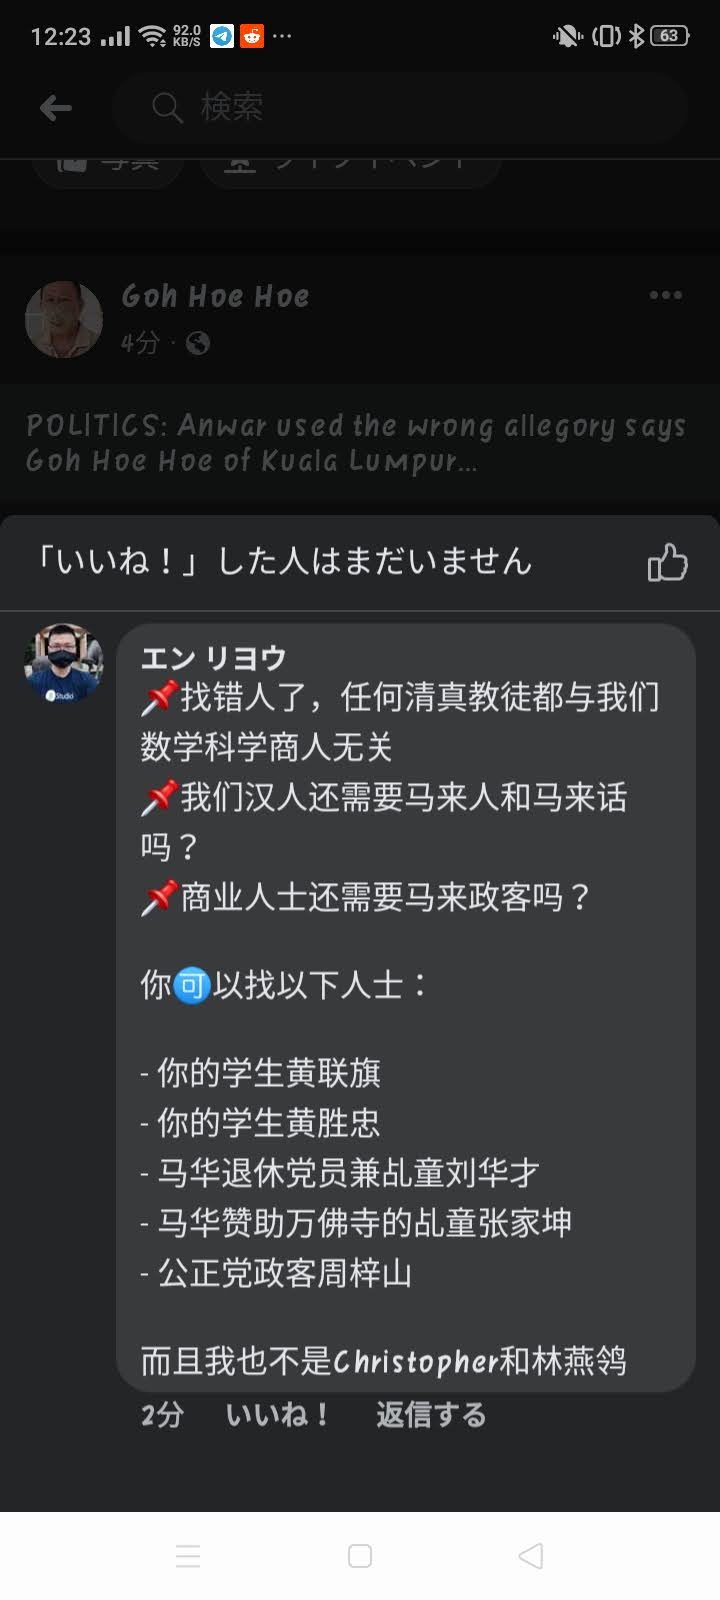 12:23 92.0 KB/S ··· 63
検索
Goh Hoe Hoe
4分 ·
POLITICS: Anwar used the wrong allegory says
Goh Hoe Hoe of Kuala Lumpur...
「いいね！」した人はまだいません
Studio
エン リヨウ
📌找错人了，任何清真教徒都与我们
数学科学商人无关
📌我们汉人还需要马来人和马来话
吗？
📌商业人士还需要马来政客吗？
你🉑以找以下人士：
- 你的学生黄联旗
- 你的学生黄胜忠
- 马华退休党员兼乩童刘华才
- 马华赞助万佛寺的乩童张家坤
- 公正党政客周梓山
而且我也不是Christopher和林燕鸰
2分 いいね！ 返信する